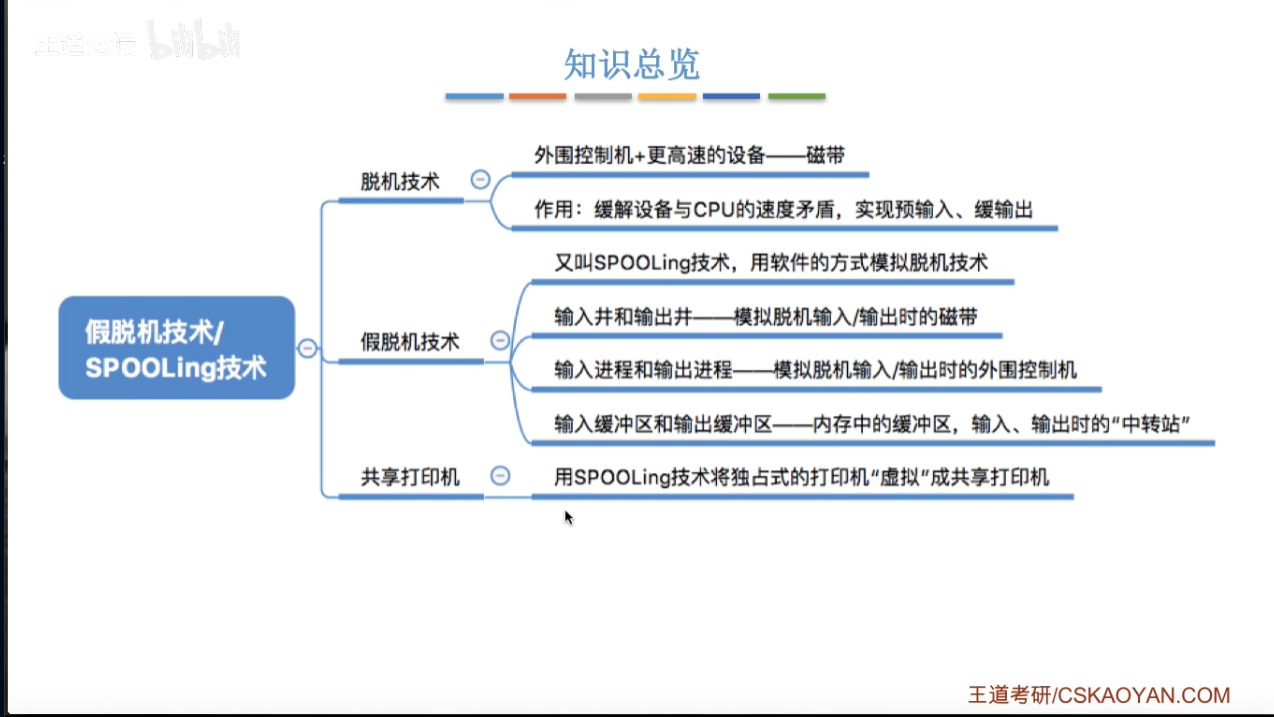 王道论坛 bilibili
知识总览
外围控制机+更高速的设备——磁带
脱机技术
作用：缓解设备与CPU的速度矛盾，实现预输入、缓输出
又叫SPOOLing技术，用软件的方式模拟脱机技术
输入井和输出井——模拟脱机输入/输出时的磁带
假脱机技术/
SPOOLing技术
假脱机技术
输入进程和输出进程——模拟脱机输入/输出时的外围控制机
输入缓冲区和输出缓冲区——内存中的缓冲区，输入、输出时的“中转站”
共享打印机
用SPOOLing技术将独占式的打印机“虚拟”成共享打印机
王道考研/CSKAOYAN.COM